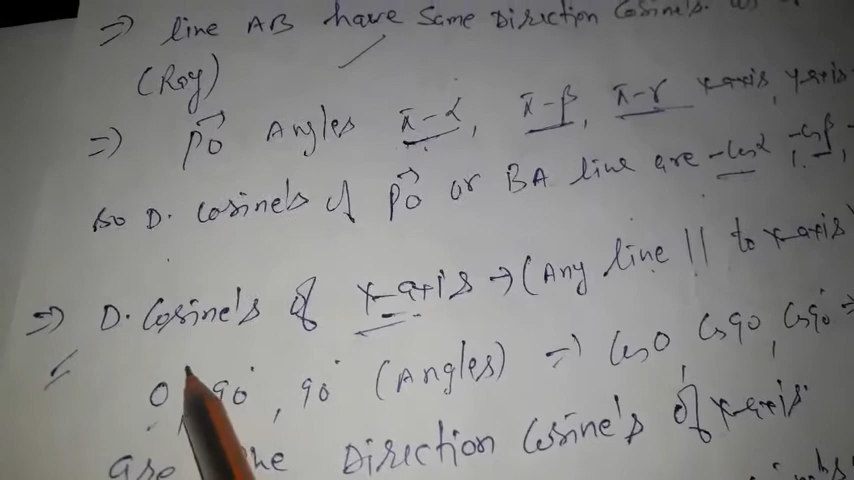 ⇒ line AB have same Direction Cosine's.
(Ray)
⇒ PO Angles π-α, π-β, π-γ x-axis, y-axis
so D. Cosine's of PO or BA line are -cosα, -cosβ,
⇒ D. Cosine's of x-axis → (Any line || to x-axis)
0 90°, 90° (Angles) ⇒ Cos0, Cos90, Cos90° ⇒
are Direction Cosine's of x-axis.